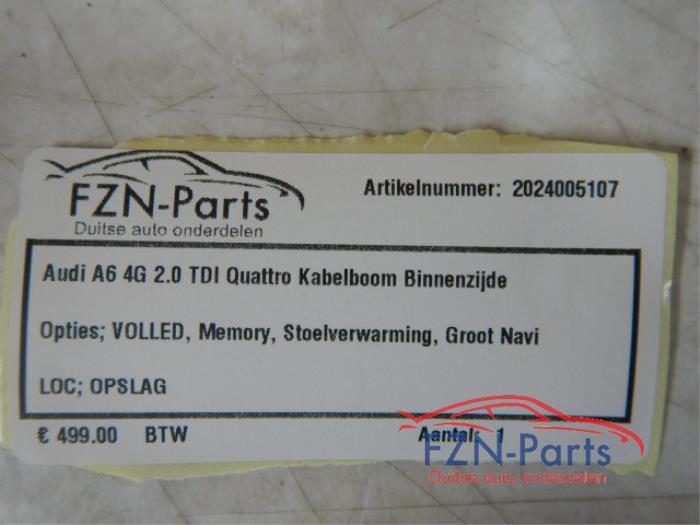 FZN-Parts
Duitse auto onderdelen
Artikelnummer: 2024005107
Audi A6 4G 2.0 TDI Quattro Kabelboom Binnenzijde
Opties; VOLLED, Memory, Stoelverwarming, Groot Navi
LOC; OPSLAG
€ 499.00 BTW
Aantal: 1
FZN-Parts
Duitse auto onderdelen